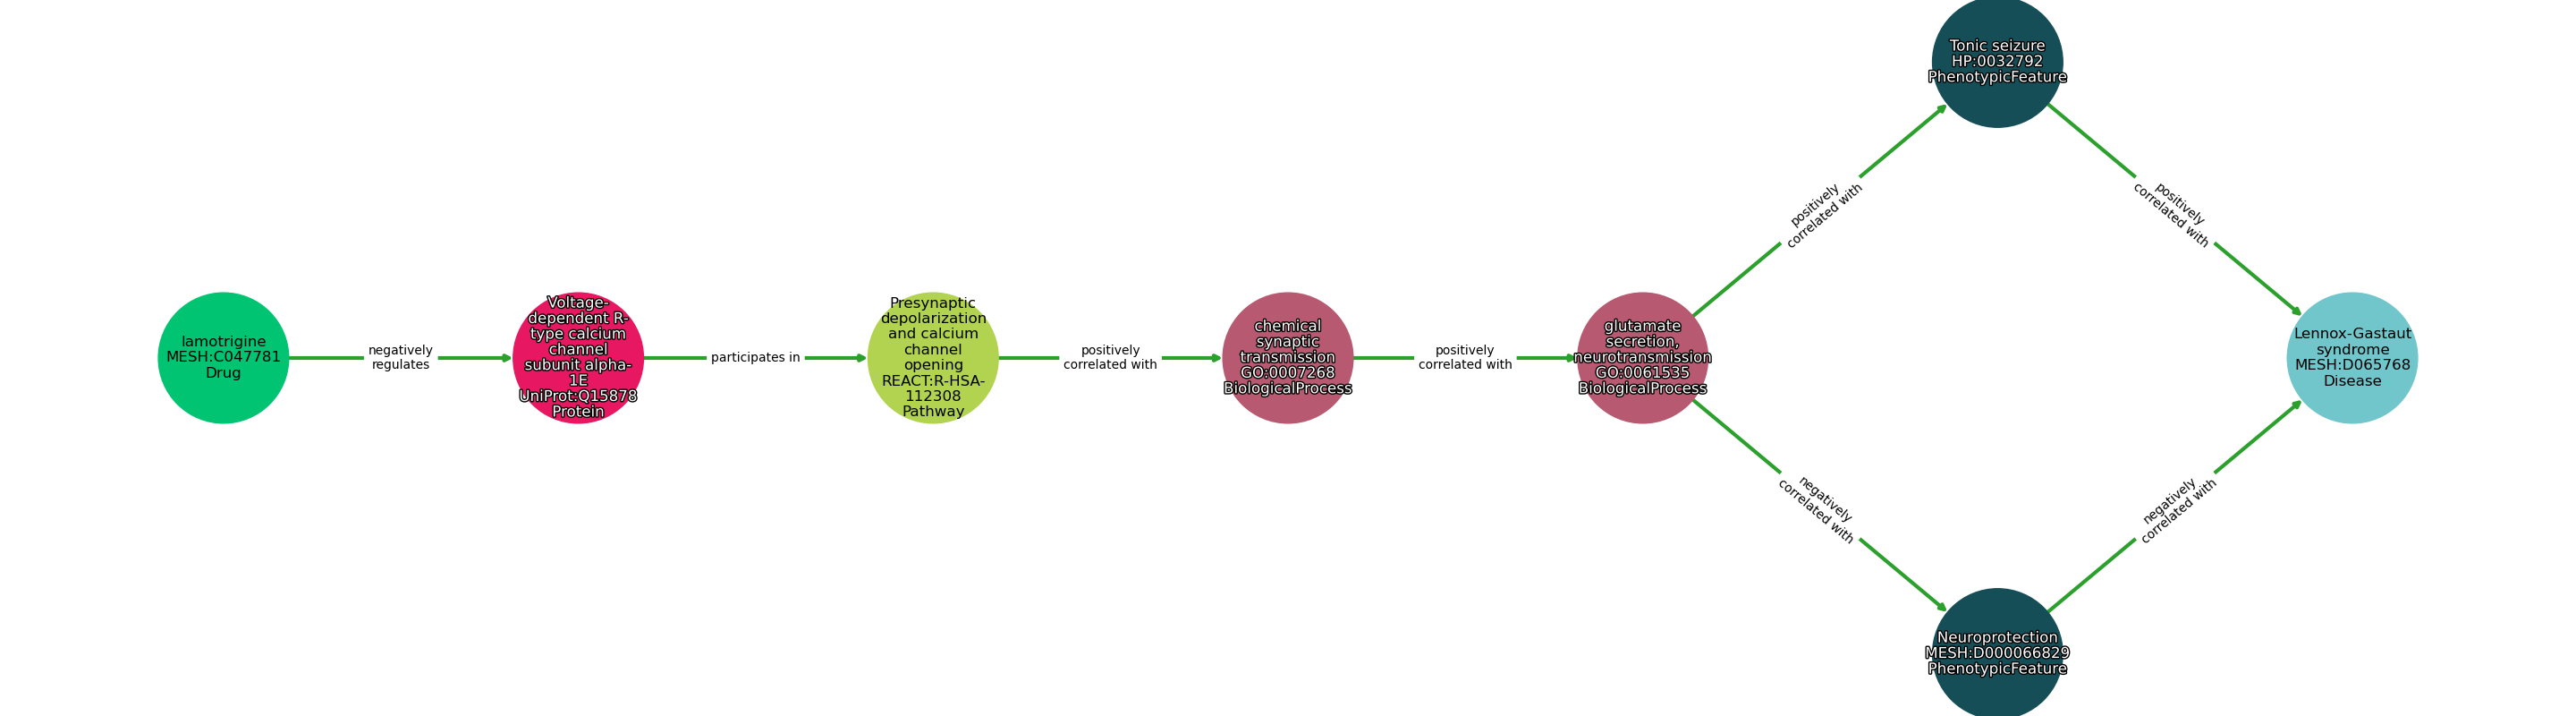 lamotrigine
MESH:C047781
Drug
negatively
regulates
Voltage-
dependent R-
type calcium
channel
subunit alpha-
1E
UniProt:Q15878
Protein
participates in
Presynaptic
depolarization
and calcium
channel
opening
REACT:R-HSA-
112308
Pathway
positively
correlated with
chemical
synaptic
transmission
GO:0007268
BiologicalProcess
positively
correlated with
glutamate
secretion,
neurotransmission
GO:0061535
BiologicalProcess
positively
correlated with
Tonic seizure
HP:0032792
PhenotypicFeature
positively
correlated with
negatively
correlated with
Neuroprotection
MESH:D000066829
PhenotypicFeature
negatively
correlated with
Lennox-Gastaut
syndrome
MESH:D065768
Disease